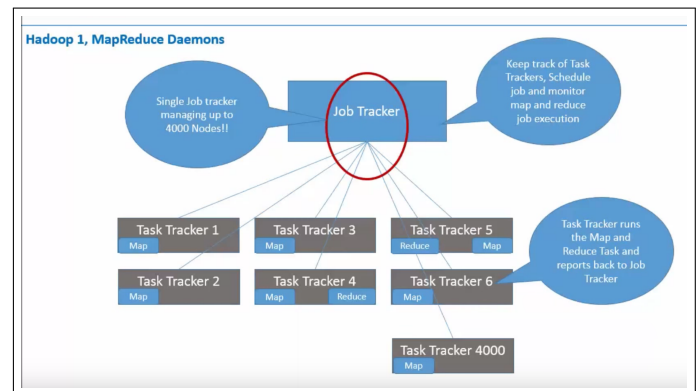 Hadoop 1, MapReduce Daemons
Single Job tracker
managing up to
4000 Nodes!!
Job Tracker
Keep track of Task
Trackers, Schedule
job and monitor
map and reduce
job execution
Task Tracker 1
Map
Task Tracker 3
Map
Task Tracker 5
Reduce
Map
Task Tracker 2
Map
Task Tracker 4
Map
Reduce
Task Tracker 6
Map
Task Tracker runs
the Map and
Reduce Task and
reports back to Job
Tracker
Task Tracker 4000
Map